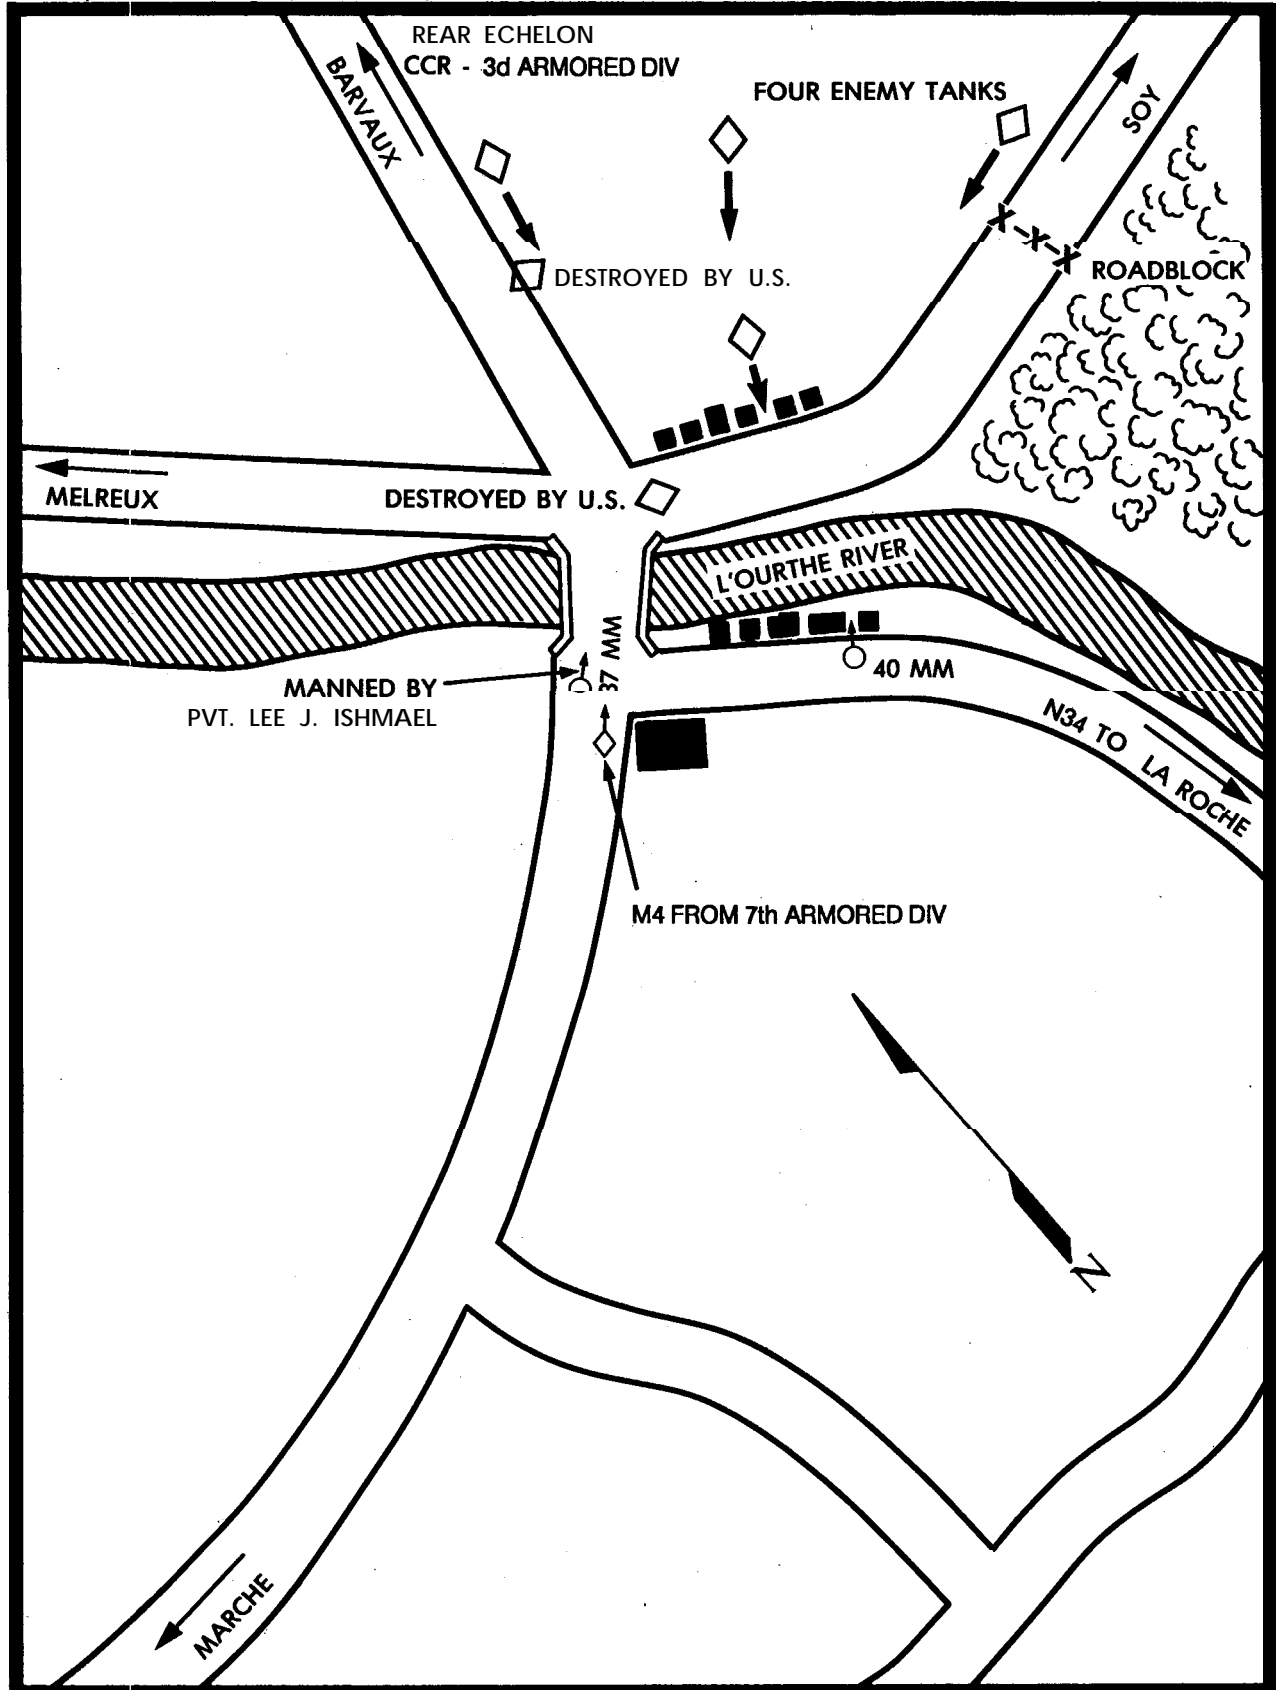 REAR ECHELON
CCR - 3d ARMORED DIV
BARVAUX
FOUR ENEMY TANKS
SOY
ROADBLOCK
DESTROYED BY U.S.
MELREUX
DESTROYED BY U.S.
L'OURTHE RIVER
37 MM
40 MM
MANNED BY
PVT. LEE J. ISHMAEL
N34 TO LA ROCHE
M4 FROM 7th ARMORED DIV
N
MARCHE